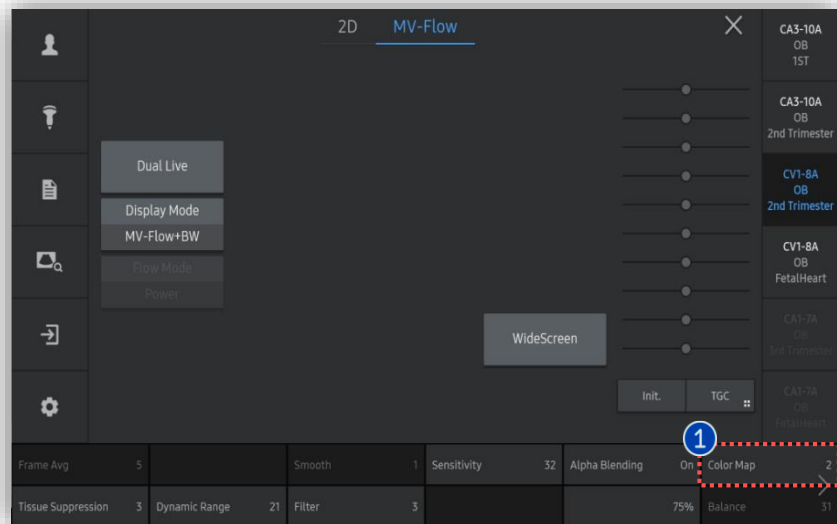 2D MV-Flow
CA3-10A
OB
1ST
CA3-10A
OB
2nd Trimester
CV1-8A
OB
2nd Trimester
CV1-8A
OB
FetalHeart
CA1-7A
OB
3nd Trimester
CA1-7A
OB
FetalHeart
Dual Live
Display Mode
MV-Flow+BW
Flow Mode
Power
WideScreen
Init. TGC
1
Frame Avg 5 Smooth 1 Sensitivity 32 Alpha Blending On Color Map 2
Tissue Suppression 3 Dynamic Range 21 Filter 3 75% Balance 31